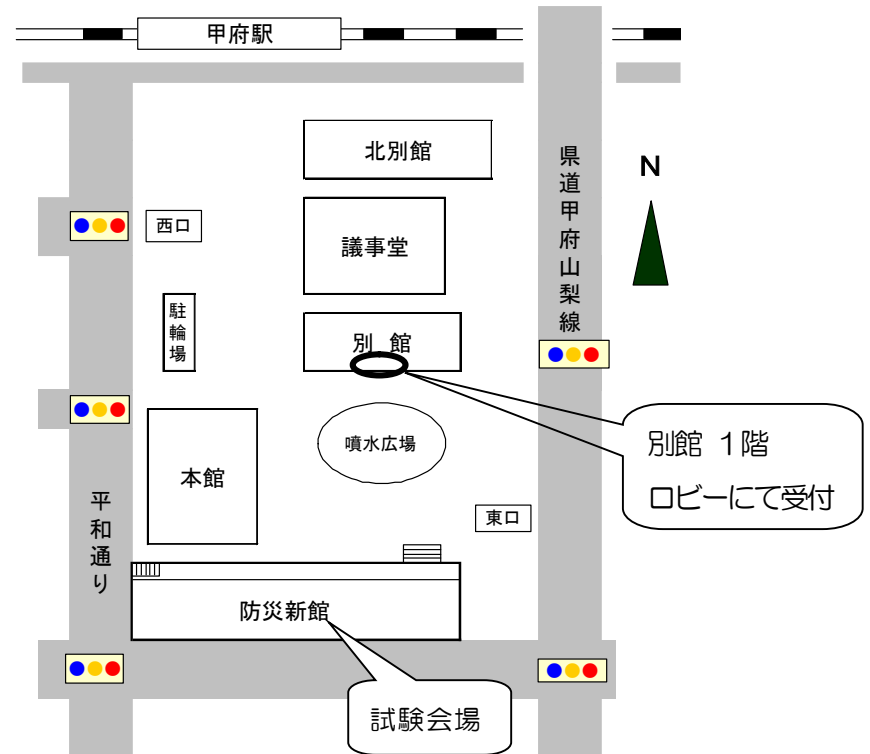 甲府駅
北別館
県道甲府山梨線
N
西口
議事堂
駐輪場
別館
別館 1階
ロビーにて受付
噴水広場
本館
東口
平和通り
防災新館
試験会場